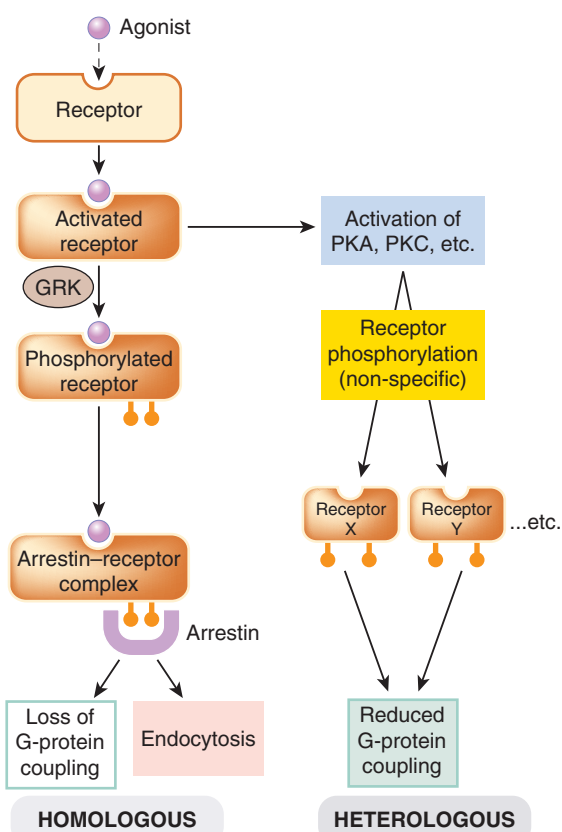 Agonist
Receptor
Activated
receptor
Activation of
PKA, PKC, etc.
GRK
Phosphorylated
receptor
Receptor
phosphorylation
(non-specific)
Receptor
X
Receptor
Y
...etc.
Arrestin–receptor
complex
Arrestin
Loss of
G-protein
coupling
Endocytosis
Reduced
G-protein
coupling
HOMOLOGOUS
HETEROLOGOUS